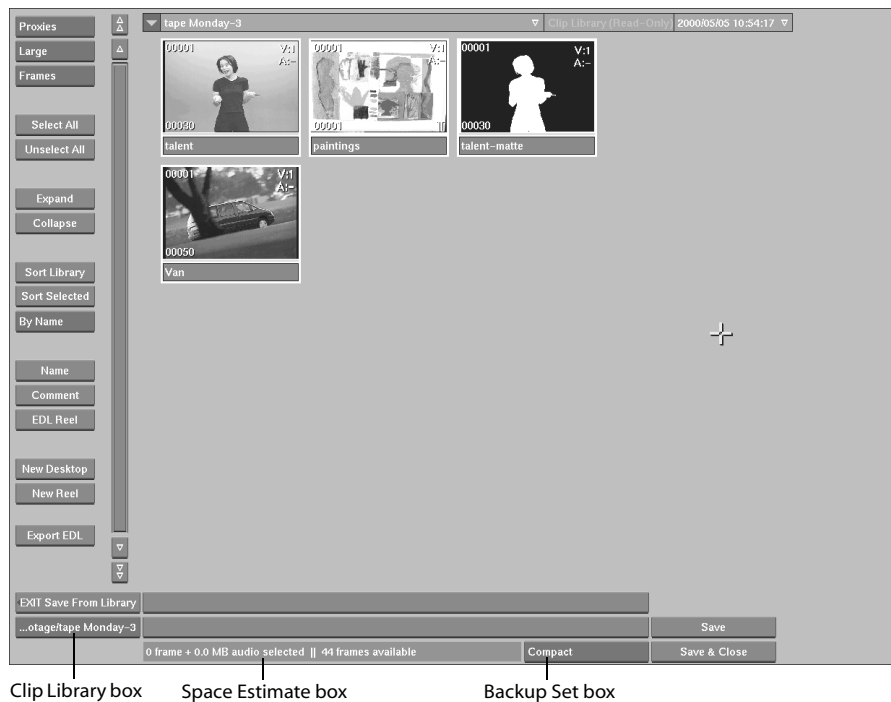 Proxies
Large
Frames
Select All
Unselect All
Expand
Collapse
Sort Library
Sort Selected
By Name
Name
Comment
EDL Reel
New Desktop
New Reel
Export EDL
tape Monday-3
Clip Library (Read-Only)
2000/05/05 10:54:17
00001
V:1
A:-
00030
talent
00001
V:1
A:-
00001
paintings
00001
V:1
A:-
00030
talent-matte
00001
V:1
A:-
00050
Van
EXIT Save From Library
...otage/tape Monday-3
Save
0 frame + 0.0 MB audio selected || 44 frames available
Compact
Save & Close
Clip Library box
Space Estimate box
Backup Set box